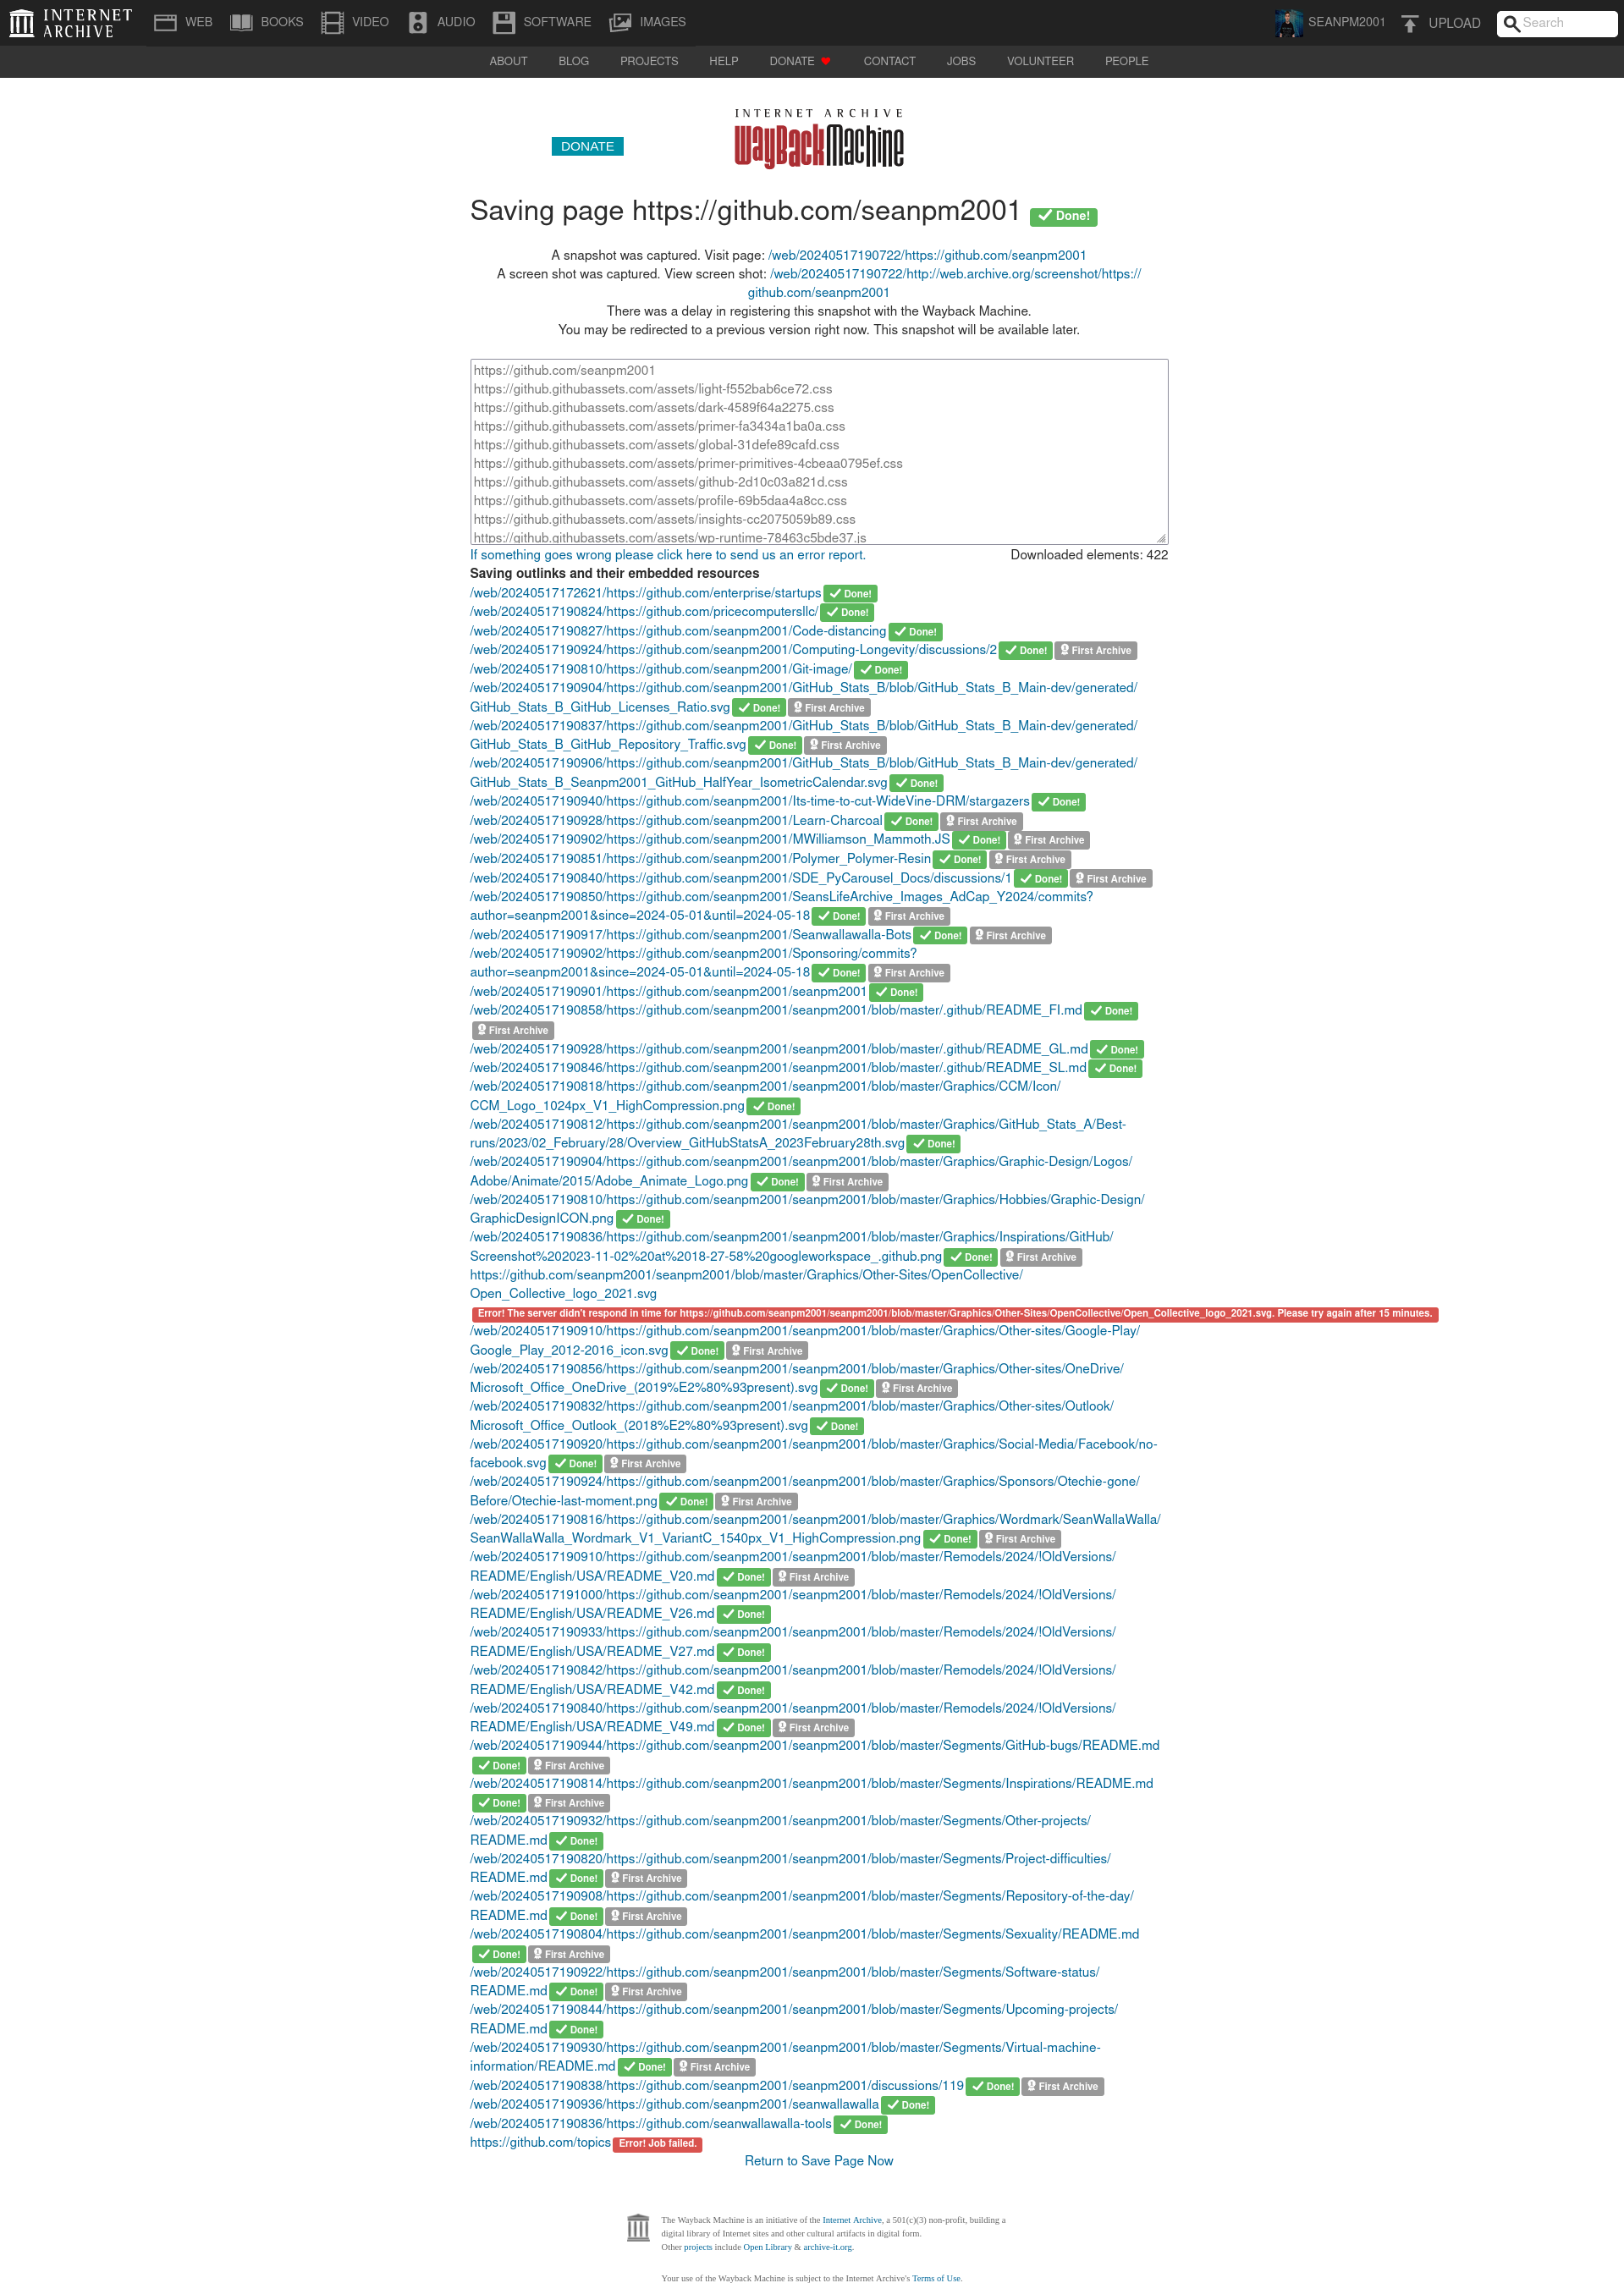 INTERNET ARCHIVE
WEB
BOOKS
VIDEO
AUDIO
SOFTWARE
IMAGES
SEANPM2001
UPLOAD
Search
ABOUT
BLOG
PROJECTS
HELP
DONATE
CONTACT
JOBS
VOLUNTEER
PEOPLE
DONATE
INTERNET ARCHIVE
WayBackMachine
Saving page https://github.com/seanpm2001 Done!
A snapshot was captured. Visit page: /web/20240517190722/https://github.com/seanpm2001
A screen shot was captured. View screen shot: /web/20240517190722/http://web.archive.org/screenshot/https://
github.com/seanpm2001
There was a delay in registering this snapshot with the Wayback Machine.
You may be redirected to a previous version right now. This snapshot will be available later.
https://github.com/seanpm2001
https://github.githubassets.com/assets/light-f552bab6ce72.css
https://github.githubassets.com/assets/dark-4589f64a2275.css
https://github.githubassets.com/assets/primer-fa3434a1ba0a.css
https://github.githubassets.com/assets/global-31defe89cafd.css
https://github.githubassets.com/assets/primer-primitives-4cbeaa0795ef.css
https://github.githubassets.com/assets/github-2d10c03a821d.css
https://github.githubassets.com/assets/profile-69b5daa4a8cc.css
https://github.githubassets.com/assets/insights-cc2075059b89.css
https://github.githubassets.com/assets/wp-runtime-78463c5bde37.js
If something goes wrong please click here to send us an error report. Downloaded elements: 422
Saving outlinks and their embedded resources
/web/20240517172621/https://github.com/enterprise/startups Done!
/web/20240517190824/https://github.com/pricecomputersllc/ Done!
/web/20240517190827/https://github.com/seanpm2001/Code-distancing Done!
/web/20240517190924/https://github.com/seanpm2001/Computing-Longevity/discussions/2 Done! First Archive
/web/20240517190810/https://github.com/seanpm2001/Git-image/ Done!
/web/20240517190904/https://github.com/seanpm2001/GitHub_Stats_B/blob/GitHub_Stats_B_Main-dev/generated/
GitHub_Stats_B_GitHub_Licenses_Ratio.svg Done! First Archive
/web/20240517190837/https://github.com/seanpm2001/GitHub_Stats_B/blob/GitHub_Stats_B_Main-dev/generated/
GitHub_Stats_B_GitHub_Repository_Traffic.svg Done! First Archive
/web/20240517190906/https://github.com/seanpm2001/GitHub_Stats_B/blob/GitHub_Stats_B_Main-dev/generated/
GitHub_Stats_B_Seanpm2001_GitHub_HalfYear_IsometricCalendar.svg Done!
/web/20240517190940/https://github.com/seanpm2001/Its-time-to-cut-WideVine-DRM/stargazers Done!
/web/20240517190928/https://github.com/seanpm2001/Learn-Charcoal Done! First Archive
/web/20240517190902/https://github.com/seanpm2001/MWilliamson_Mammoth.JS Done! First Archive
/web/20240517190851/https://github.com/seanpm2001/Polymer_Polymer-Resin Done! First Archive
/web/20240517190840/https://github.com/seanpm2001/SDE_PyCarousel_Docs/discussions/1 Done! First Archive
/web/20240517190850/https://github.com/seanpm2001/SeansLifeArchive_Images_AdCap_Y2024/commits?
author=seanpm2001&since=2024-05-01&until=2024-05-18 Done! First Archive
/web/20240517190917/https://github.com/seanpm2001/Seanwallawalla-Bots Done! First Archive
/web/20240517190902/https://github.com/seanpm2001/Sponsoring/commits?
author=seanpm2001&since=2024-05-01&until=2024-05-18 Done! First Archive
/web/20240517190901/https://github.com/seanpm2001/seanpm2001 Done!
/web/20240517190858/https://github.com/seanpm2001/seanpm2001/blob/master/.github/README_FI.md Done!
First Archive
/web/20240517190928/https://github.com/seanpm2001/seanpm2001/blob/master/.github/README_GL.md Done!
/web/20240517190846/https://github.com/seanpm2001/seanpm2001/blob/master/.github/README_SL.md Done!
/web/20240517190818/https://github.com/seanpm2001/seanpm2001/blob/master/Graphics/CCM/Icon/
CCM_Logo_1024px_V1_HighCompression.png Done!
/web/20240517190812/https://github.com/seanpm2001/seanpm2001/blob/master/Graphics/GitHub_Stats_A/Best-
runs/2023/02_February/28/Overview_GitHubStatsA_2023February28th.svg Done!
/web/20240517190904/https://github.com/seanpm2001/seanpm2001/blob/master/Graphics/Graphic-Design/Logos/
Adobe/Animate/2015/Adobe_Animate_Logo.png Done! First Archive
/web/20240517190810/https://github.com/seanpm2001/seanpm2001/blob/master/Graphics/Hobbies/Graphic-Design/
GraphicDesignICON.png Done!
/web/20240517190836/https://github.com/seanpm2001/seanpm2001/blob/master/Graphics/Inspirations/GitHub/
Screenshot%202023-11-02%20at%2018-27-58%20googleworkspace_.github.png Done! First Archive
https://github.com/seanpm2001/seanpm2001/blob/master/Graphics/Other-Sites/OpenCollective/
Open_Collective_logo_2021.svg
Error! The server didn't respond in time for https://github.com/seanpm2001/seanpm2001/blob/master/Graphics/Other-Sites/OpenCollective/Open_Collective_logo_2021.svg. Please try again after 15 minutes.
/web/20240517190910/https://github.com/seanpm2001/seanpm2001/blob/master/Graphics/Other-sites/Google-Play/
Google_Play_2012-2016_icon.svg Done! First Archive
/web/20240517190856/https://github.com/seanpm2001/seanpm2001/blob/master/Graphics/Other-sites/OneDrive/
Microsoft_Office_OneDrive_(2019%E2%80%93present).svg Done! First Archive
/web/20240517190832/https://github.com/seanpm2001/seanpm2001/blob/master/Graphics/Other-sites/Outlook/
Microsoft_Office_Outlook_(2018%E2%80%93present).svg Done!
/web/20240517190920/https://github.com/seanpm2001/seanpm2001/blob/master/Graphics/Social-Media/Facebook/no-
facebook.svg Done! First Archive
/web/20240517190924/https://github.com/seanpm2001/seanpm2001/blob/master/Graphics/Sponsors/Otechie-gone/
Before/Otechie-last-moment.png Done! First Archive
/web/20240517190816/https://github.com/seanpm2001/seanpm2001/blob/master/Graphics/Wordmark/SeanWallaWalla/
SeanWallaWalla_Wordmark_V1_VariantC_1540px_V1_HighCompression.png Done! First Archive
/web/20240517190910/https://github.com/seanpm2001/seanpm2001/blob/master/Remodels/2024/!OldVersions/
README/English/USA/README_V20.md Done! First Archive
/web/20240517191000/https://github.com/seanpm2001/seanpm2001/blob/master/Remodels/2024/!OldVersions/
README/English/USA/README_V26.md Done!
/web/20240517190933/https://github.com/seanpm2001/seanpm2001/blob/master/Remodels/2024/!OldVersions/
README/English/USA/README_V27.md Done!
/web/20240517190842/https://github.com/seanpm2001/seanpm2001/blob/master/Remodels/2024/!OldVersions/
README/English/USA/README_V42.md Done!
/web/20240517190840/https://github.com/seanpm2001/seanpm2001/blob/master/Remodels/2024/!OldVersions/
README/English/USA/README_V49.md Done! First Archive
/web/20240517190944/https://github.com/seanpm2001/seanpm2001/blob/master/Segments/GitHub-bugs/README.md
Done! First Archive
/web/20240517190814/https://github.com/seanpm2001/seanpm2001/blob/master/Segments/Inspirations/README.md
Done! First Archive
/web/20240517190932/https://github.com/seanpm2001/seanpm2001/blob/master/Segments/Other-projects/
README.md Done!
/web/20240517190820/https://github.com/seanpm2001/seanpm2001/blob/master/Segments/Project-difficulties/
README.md Done! First Archive
/web/20240517190908/https://github.com/seanpm2001/seanpm2001/blob/master/Segments/Repository-of-the-day/
README.md Done! First Archive
/web/20240517190804/https://github.com/seanpm2001/seanpm2001/blob/master/Segments/Sexuality/README.md
Done! First Archive
/web/20240517190922/https://github.com/seanpm2001/seanpm2001/blob/master/Segments/Software-status/
README.md Done! First Archive
/web/20240517190844/https://github.com/seanpm2001/seanpm2001/blob/master/Segments/Upcoming-projects/
README.md Done!
/web/20240517190930/https://github.com/seanpm2001/seanpm2001/blob/master/Segments/Virtual-machine-
information/README.md Done! First Archive
/web/20240517190838/https://github.com/seanpm2001/seanpm2001/discussions/119 Done! First Archive
/web/20240517190936/https://github.com/seanwallawalla Done!
/web/20240517190836/https://github.com/seanwallawalla-tools Done!
https://github.com/topics Error! Job failed.
Return to Save Page Now
The Wayback Machine is an initiative of the Internet Archive, a 501(c)(3) non-profit, building a
digital library of Internet sites and other cultural artifacts in digital form.
Other projects include Open Library & archive-it.org.
Your use of the Wayback Machine is subject to the Internet Archive's Terms of Use.